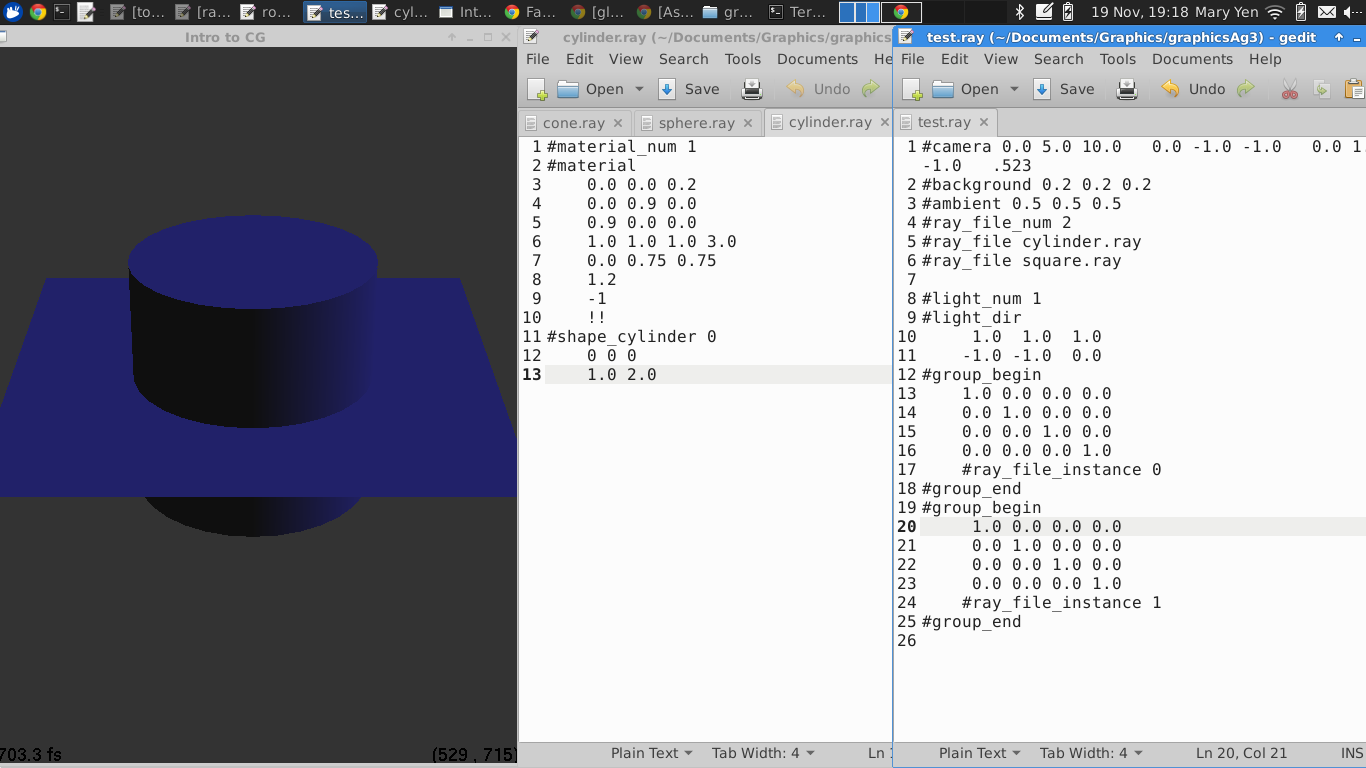 [to...
[ra...
ro...
tes...
cyl...
Int...
Fa...
[gl...
[As...
gr...
Ter...
19 Nov, 19:18 Mary Yen
Intro to CG
703.3 fs
(529 , 715)
cylinder.ray (~/Documents/Graphics/graphics
File Edit View Search Tools Documents He
Open Save Undo
cone.ray × sphere.ray × cylinder.ray ×
1 #material_num 1
2 #material
3 0.0 0.0 0.2
4 0.0 0.9 0.0
5 0.9 0.0 0.0
6 1.0 1.0 1.0 3.0
7 0.0 0.75 0.75
8 1.2
9 -1
10 !!
11 #shape_cylinder 0
12 0 0 0
13 1.0 2.0
Plain Text Tab Width: 4 Ln 1
test.ray (~/Documents/Graphics/graphicsAg3) - gedit
File Edit View Search Tools Documents Help
Open Save Undo
test.ray ×
1 #camera 0.0 5.0 10.0 0.0 -1.0 -1.0 0.0 1.
-1.0 .523
2 #background 0.2 0.2 0.2
3 #ambient 0.5 0.5 0.5
4 #ray_file_num 2
5 #ray_file cylinder.ray
6 #ray_file square.ray
7
8 #light_num 1
9 #light_dir
10 1.0 1.0 1.0
11 -1.0 -1.0 0.0
12 #group_begin
13 1.0 0.0 0.0 0.0
14 0.0 1.0 0.0 0.0
15 0.0 0.0 1.0 0.0
16 0.0 0.0 0.0 1.0
17 #ray_file_instance 0
18 #group_end
19 #group_begin
20 1.0 0.0 0.0 0.0
21 0.0 1.0 0.0 0.0
22 0.0 0.0 1.0 0.0
23 0.0 0.0 0.0 1.0
24 #ray_file_instance 1
25 #group_end
26
Plain Text Tab Width: 4 Ln 20, Col 21 INS